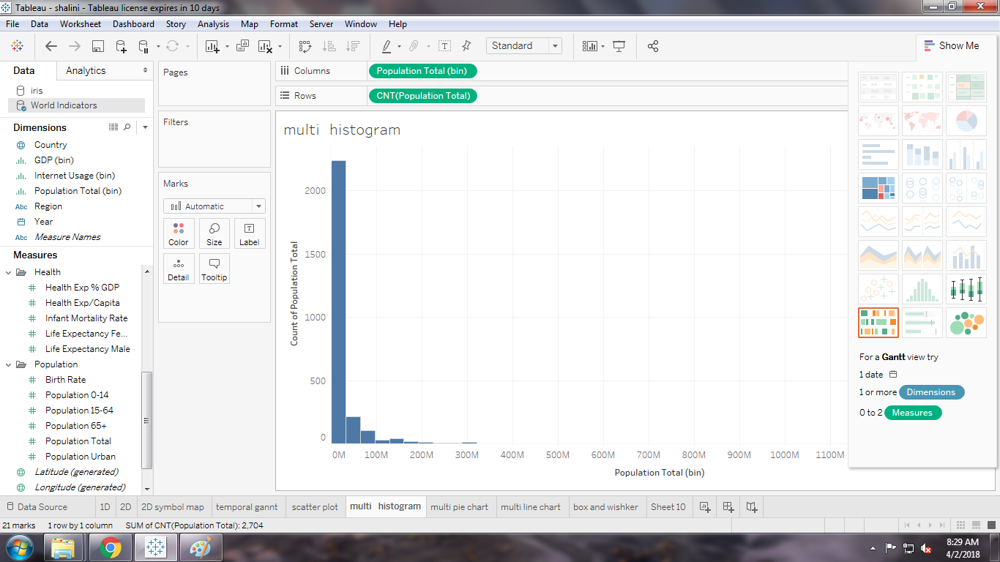 Tableau - shalini - Tableau license expires in 10 days
File Data Worksheet Dashboard Story Analysis Map Format Server Window Help
Standard
Show Me
Data Analytics
iris
World Indicators
Dimensions
Country
GDP (bin)
Internet Usage (bin)
Population Total (bin)
Abc Region
Year
Abc Measure Names
Measures
Health
Health Exp % GDP
Health Exp/Capita
Infant Mortality Rate
Life Expectancy Fe...
Life Expectancy Male
Population
Birth Rate
Population 0-14
Population 15-64
Population 65+
Population Total
Population Urban
Latitude (generated)
Longitude (generated)
Pages
Filters
Marks
Automatic
Color Size Label
Detail Tooltip
Columns Population Total (bin)
Rows CNT(Population Total)
multi histogram
Count of Population Total
2000
1500
1000
500
0
0M 100M 200M 300M 400M 500M 600M 700M 800M 900M 1000M 1100M
Population Total (bin)
For a Gantt view try
1 date
1 or more Dimensions
0 to 2 Measures
Data Source 1D 2D 2D symbol map temporal gannt scatter plot multi histogram multi pie chart multi line chart box and wishker Sheet 10
21 marks 1 row by 1 column SUM of CNT(Population Total): 2,704
8:29 AM
4/2/2018